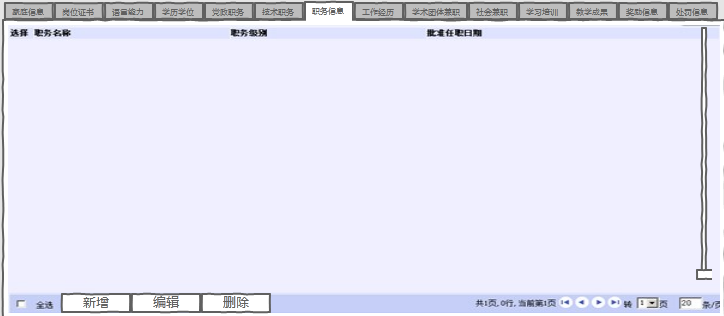 家庭信息 岗位证书 语言能力 学历学位 党政职务 技术职务 职务信息 工作经历 学术团体兼职 社会兼职 学习培训 教学成果 奖励信息 处罚信息
选择 职务名称 职务级别 批准任职日期
全选 新增 编辑 删除 共1页,0行,当前第1页 转 1 页 20 条/页